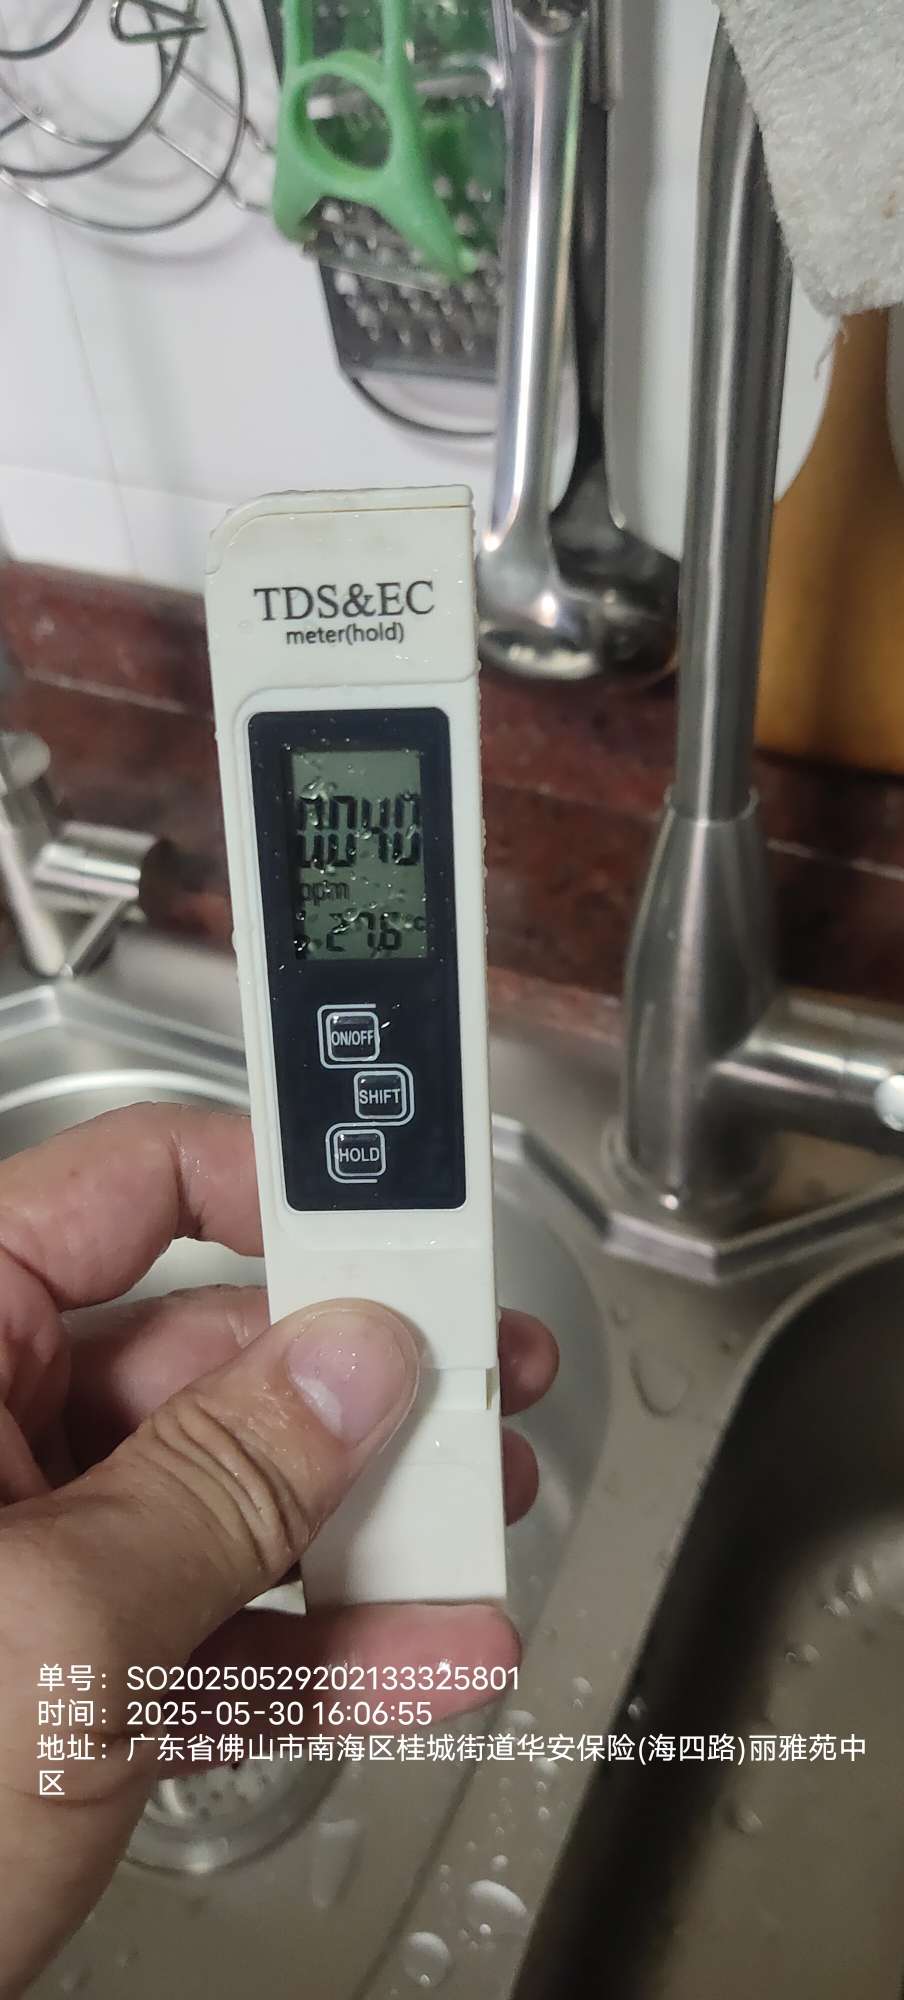 TDS&EC
meter(hold)
0040
ppm
27.6°C
ON/OFF
SHIFT
HOLD
单号：SO20250529202133325801
时间：2025-05-30 16:06:55
地址：广东省佛山市南海区桂城街道华安保险(海四路)丽雅苑中
区